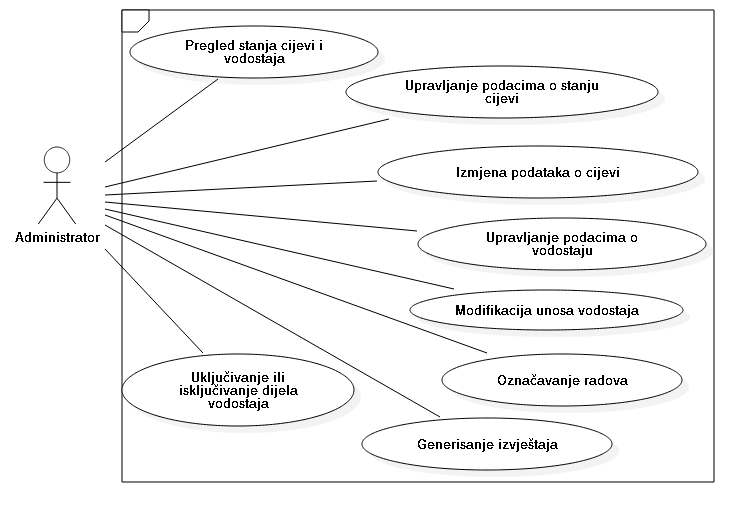 Pregled stanja cijevi i
vodostaja
Upravljanje podacima o stanju
cijevi
Izmjena podataka o cijevi
Administrator
Upravljanje podacima o
vodostaju
Modifikacija unosa vodostaja
Označavanje radova
Uključivanje ili
isključivanje dijela
vodostaja
Generisanje izvještaja